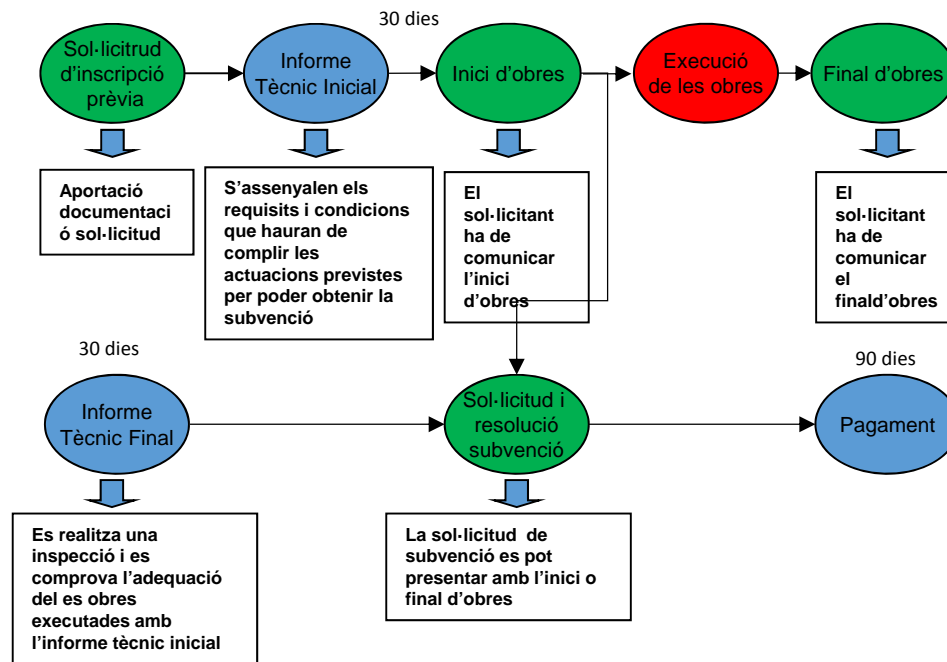 30 dies
Sol·licitrud
d'inscripció
prèvia
Informe
Tècnic Inicial
Inici d'obres
Execució
de les obres
Final d'obres
Aportació
documentaci
ó sol·licitud
S'assenyalen els
requisits i condicions
que hauran de
complir les
actuacions previstes
per poder obtenir la
subvenció
El
sol·licitant
ha de
comunicar
l'inici
d'obres
El
sol·licitant
ha de
comunicar
el
finald'obres
30 dies
90 dies
Informe
Tècnic Final
Sol·licitud i
resolució
subvenció
Pagament
Es realitza una
inspecció i es
comprova l'adequació
del es obres
executades amb
l'informe tècnic inicial
La sol·licitud de
subvenció es pot
presentar amb l'inici o
final d'obres